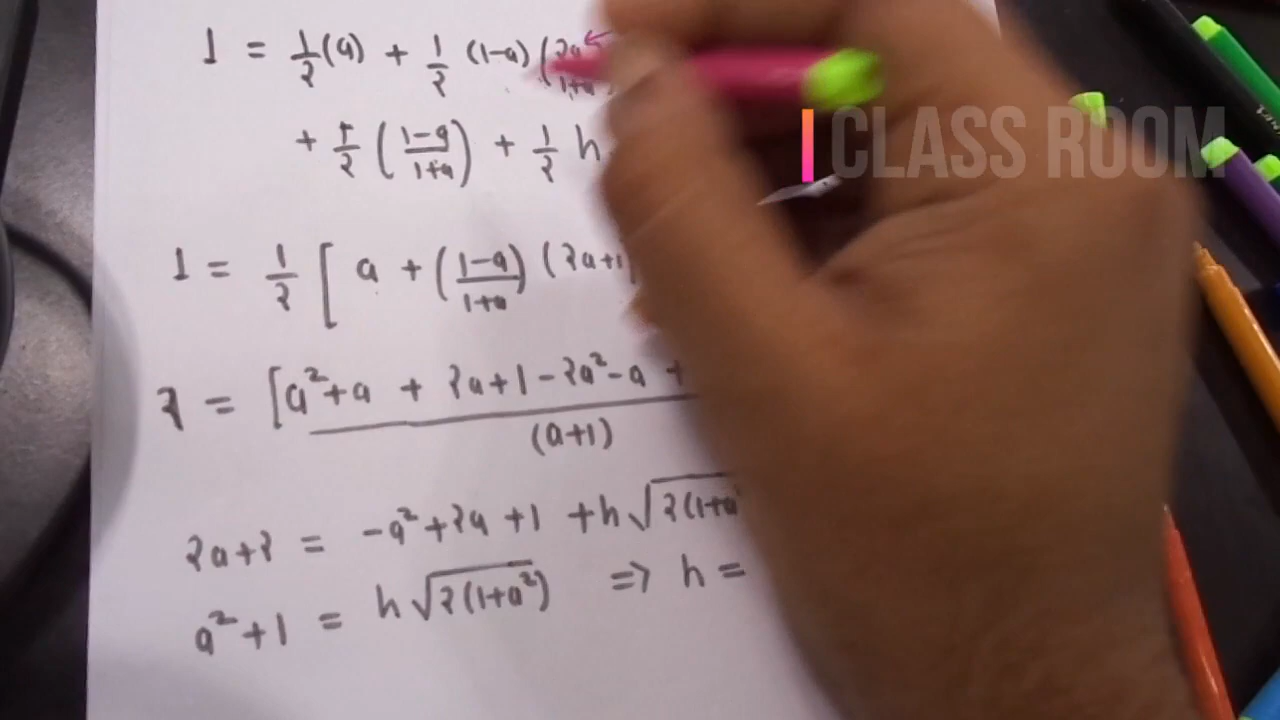 1 = 1/2 (a) + 1/2 (1-a) (2a/1+a
+ 1/2 (1-a/1+a) + 1/2 h
CLASS ROOM
1 = 1/2 [ a + (1-a/1+a) (2a+1)
2 = [a²+a + 2a+1-2a²-a + / (a+1)
2a+2 = -a²+2a+1 +h√2(1+a²
a²+1 = h√2(1+a²) ⇒ h =